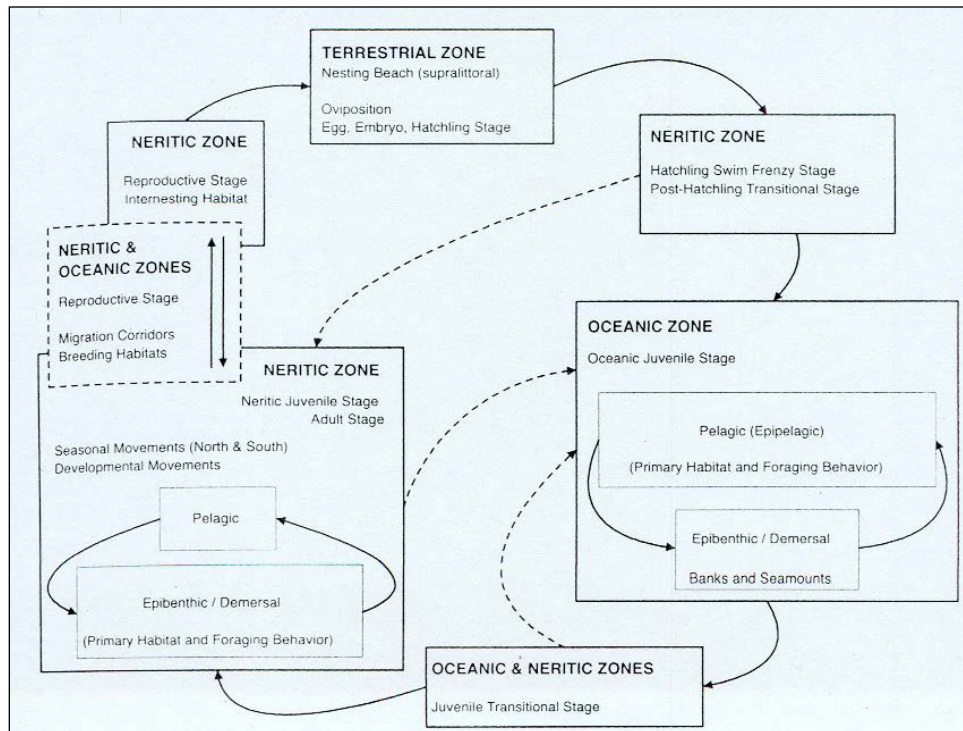 TERRESTRIAL ZONE
Nesting Beach (supralittoral)
Oviposition
Egg, Embryo, Hatchling Stage
NERITIC ZONE
Hatchling Swim Frenzy Stage
Post-Hatchling Transitional Stage
NERITIC ZONE
Reproductive Stage
Internesting Habitat
NERITIC &
OCEANIC ZONES
Reproductive Stage
Migration Corridors
Breeding Habitats
OCEANIC ZONE
Oceanic Juvenile Stage
Pelagic (Epipelagic)
(Primary Habitat and Foraging Behavior)
Epibenthic / Demersal
Banks and Seamounts
NERITIC ZONE
Neritic Juvenile Stage
Adult Stage
Seasonal Movements (North & South)
Developmental Movements
Pelagic
Epibenthic / Demersal
(Primary Habitat and Foraging Behavior)
OCEANIC & NERITIC ZONES
Juvenile Transitional Stage